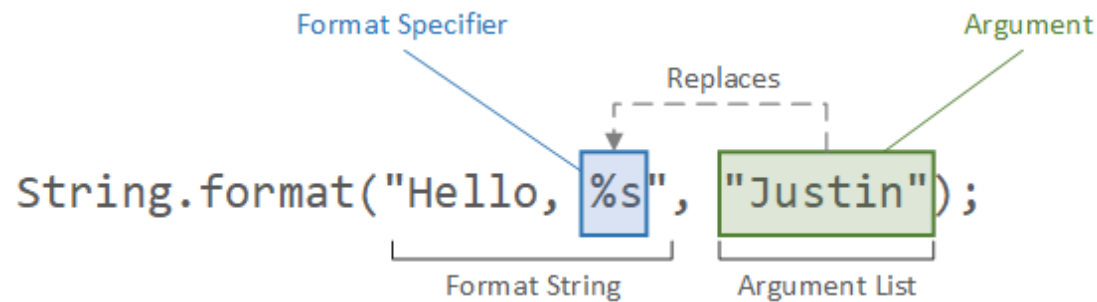 Format Specifier Argument
Replaces
String.format("Hello, %s", "Justin");
Format String Argument List